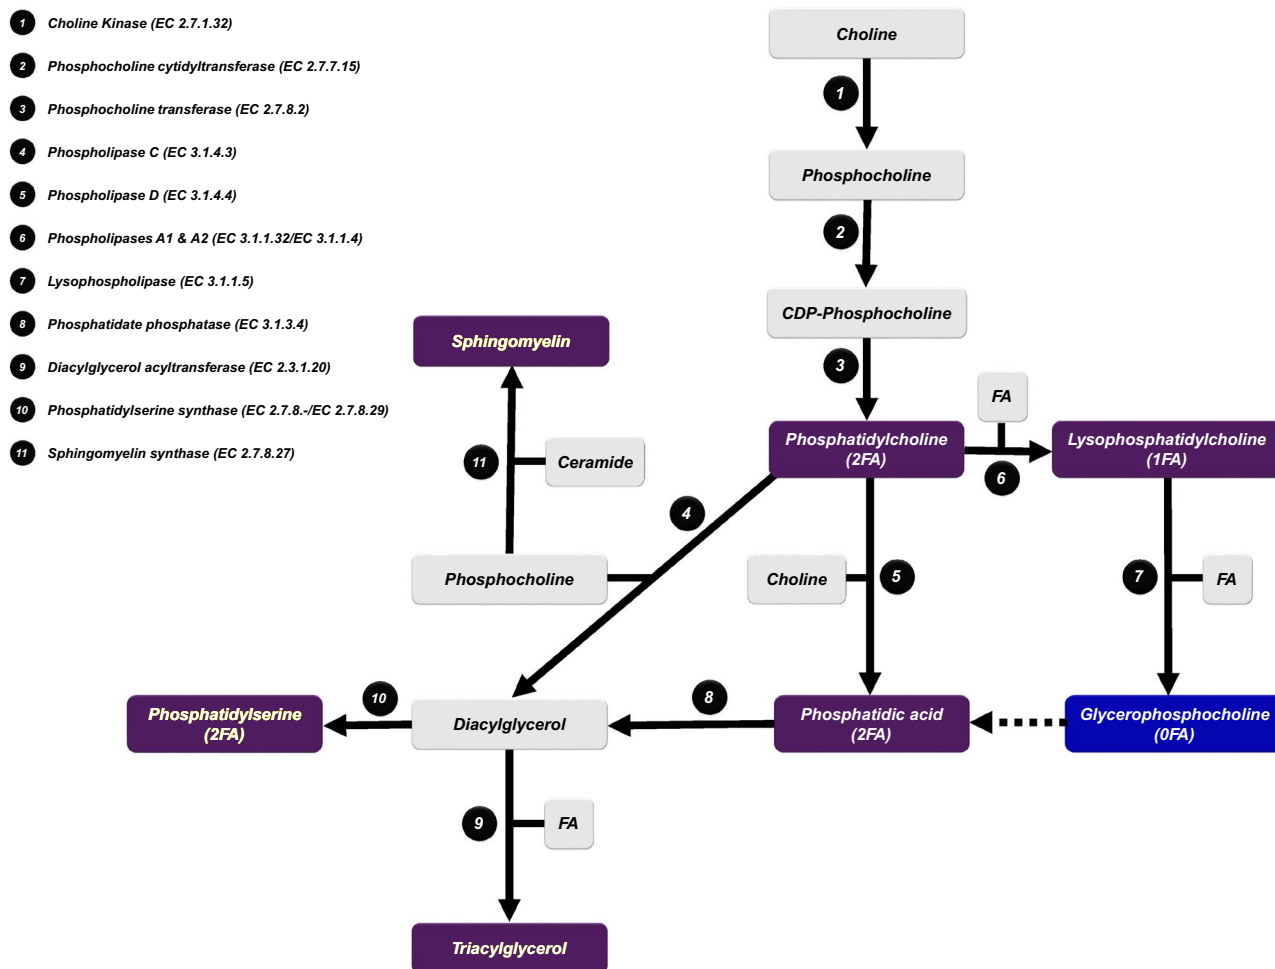 1 Choline Kinase (EC 2.7.1.32)
2 Phosphocholine cytidyltransferase (EC 2.7.7.15)
3 Phosphocholine transferase (EC 2.7.8.2)
4 Phospholipase C (EC 3.1.4.3)
5 Phospholipase D (EC 3.1.4.4)
6 Phospholipases A1 & A2 (EC 3.1.1.32/EC 3.1.1.4)
7 Lysophospholipase (EC 3.1.1.5)
8 Phosphatidate phosphatase (EC 3.1.3.4)
9 Diacylglycerol acyltransferase (EC 2.3.1.20)
10 Phosphatidylserine synthase (EC 2.7.8.-/EC 2.7.8.29)
11 Sphingomyelin synthase (EC 2.7.8.27)
Choline
1
Phosphocholine
2
CDP-Phosphocholine
3
Sphingomyelin
FA
Phosphatidylcholine
(2FA)
Lysophosphatidylcholine
(1FA)
6
11
Ceramide
4
Phosphocholine
Choline
5
7
FA
10
8
Phosphatidylserine
(2FA)
Diacylglycerol
Phosphatidic acid
(2FA)
Glycerophosphocholine
(0FA)
9
FA
Triacylglycerol